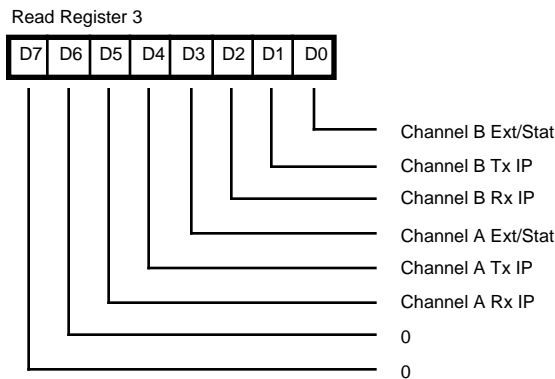 Read Register 3
D7 D6 D5 D4 D3 D2 D1 D0
Channel B Ext/Stat
Channel B Tx IP
Channel B Rx IP
Channel A Ext/Stat
Channel A Tx IP
Channel A Rx IP
0
0